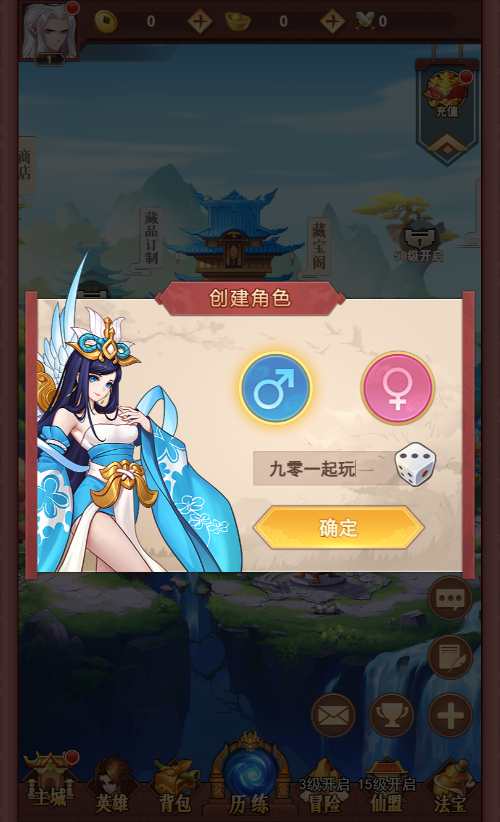 0
0
0
1
充值
商店
藏品订制
藏宝阁
级开启
创建角色
九零一起玩
确定
3级开启
15级开启
主城
英雄
背包
历练
冒险
仙盟
法宝